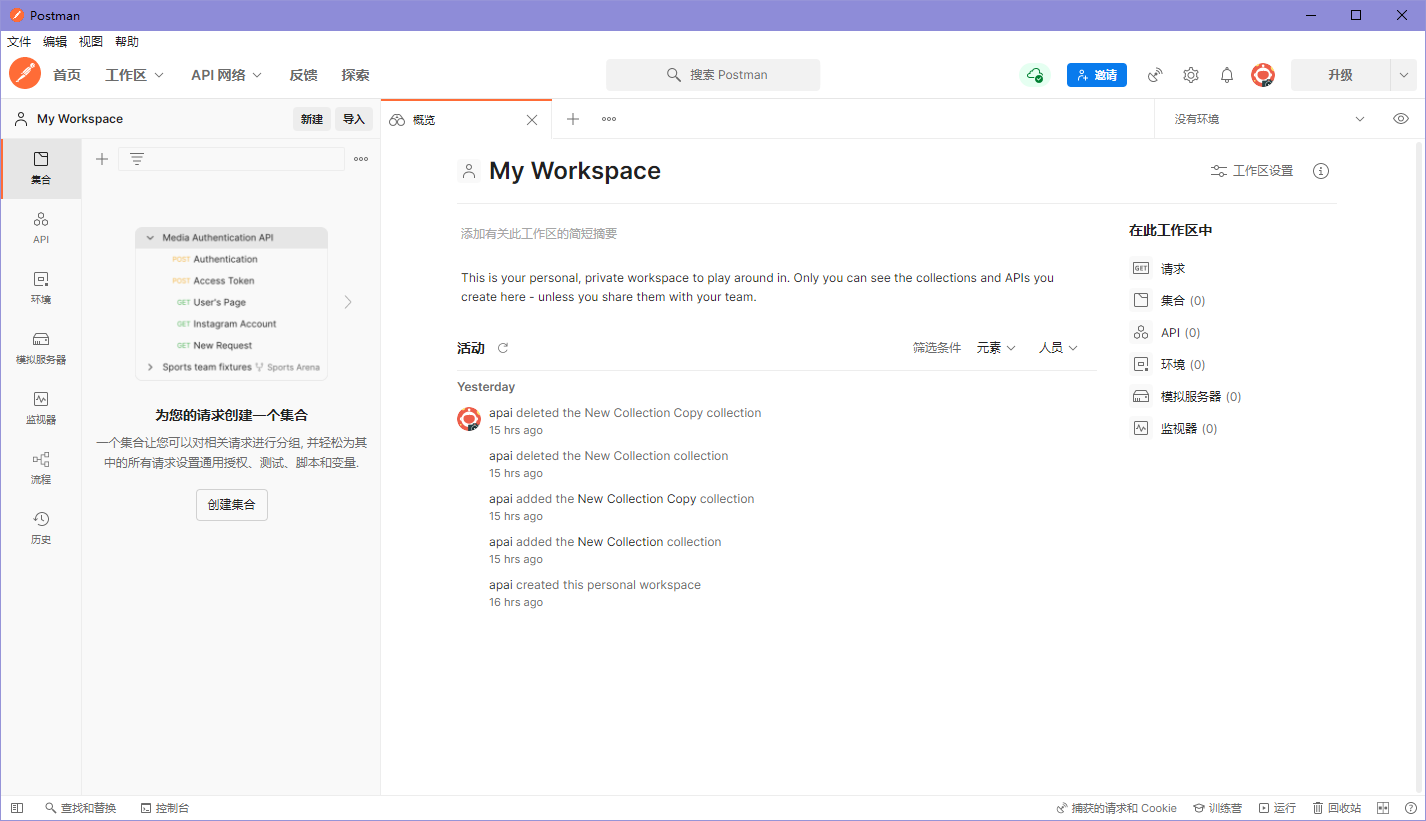 Postman
文件 编辑 视图 帮助
首页 工作区 API 网络 反馈 探索
搜索 Postman
邀请
升级
My Workspace
新建 导入
概览
没有环境
集合
API
环境
模拟服务器
监视器
流程
历史
Media Authentication API
POST Authentication
POST Access Token
GET User's Page
GET Instagram Account
GET New Request
Sports team fixtures Sports Arena
为您的请求创建一个集合
一个集合让您可以对相关请求进行分组, 并轻松为其
中的所有请求设置通用授权、测试、脚本和变量.
创建集合
My Workspace
工作区设置
添加有关此工作区的简短摘要
This is your personal, private workspace to play around in. Only you can see the collections and APIs you
create here - unless you share them with your team.
活动
筛选条件 元素 人员
Yesterday
apai deleted the New Collection Copy collection
15 hrs ago
apai deleted the New Collection collection
15 hrs ago
apai added the New Collection Copy collection
15 hrs ago
apai added the New Collection collection
15 hrs ago
apai created this personal workspace
16 hrs ago
在此工作区中
GET 请求
集合 (0)
API (0)
环境 (0)
模拟服务器 (0)
监视器 (0)
查找和替换 控制台
捕获的请求和 Cookie 训练营 运行 回收站